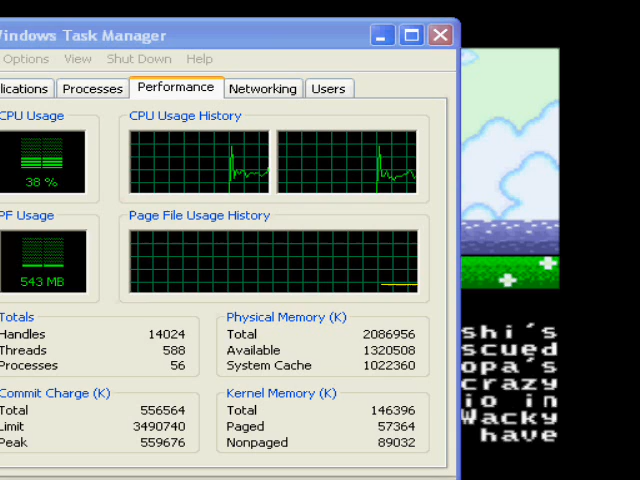 Windows Task Manager
Options View Shut Down Help
lications Processes Performance Networking Users
CPU Usage
CPU Usage History
38 %
PF Usage
Page File Usage History
543 MB
Totals
Handles 14024
Threads 588
Processes 56
Physical Memory (K)
Total 2086956
Available 1320508
System Cache 1022360
Commit Charge (K)
Total 556564
Limit 3490740
Peak 559676
Kernel Memory (K)
Total 146396
Paged 57364
Nonpaged 89032
shi's
scued
opa's
crazy
io in
Wacky
have